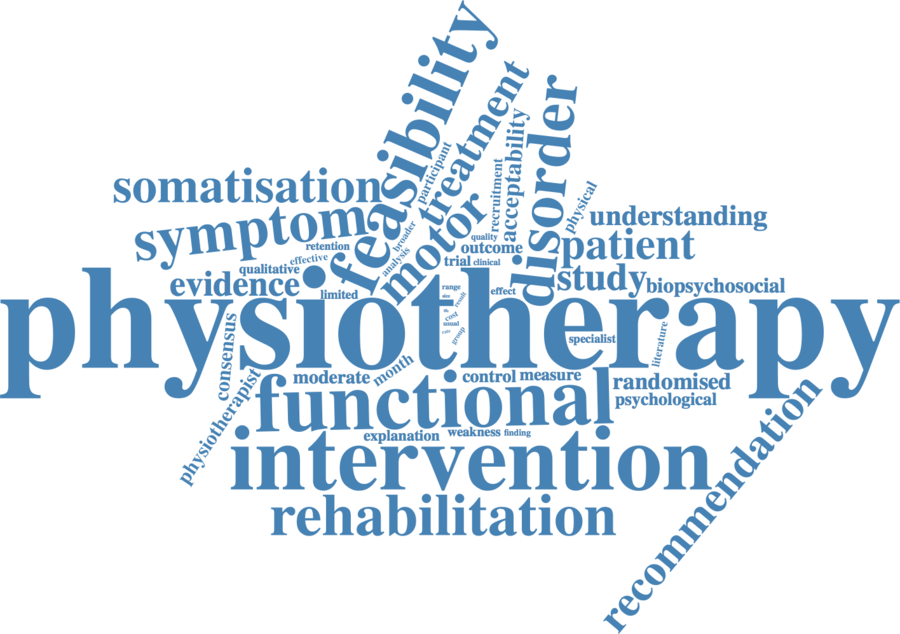 feasibility
treatment
disorder
motor
participant
acceptability
recruitment
somatisation
physical
understanding
symptom
broader
quality
retention
outcome
patient
effective
analysis
trial
clinical
qualitative
study
evidence
limited
range
effect
biopsychosocial
physiotherapy
result
cost
usual
group
specialist
literature
consensus
moderate
month
control
measure
randomised
physiotherapist
functional
psychological
explanation
weakness
finding
intervention
recommendation
rehabilitation